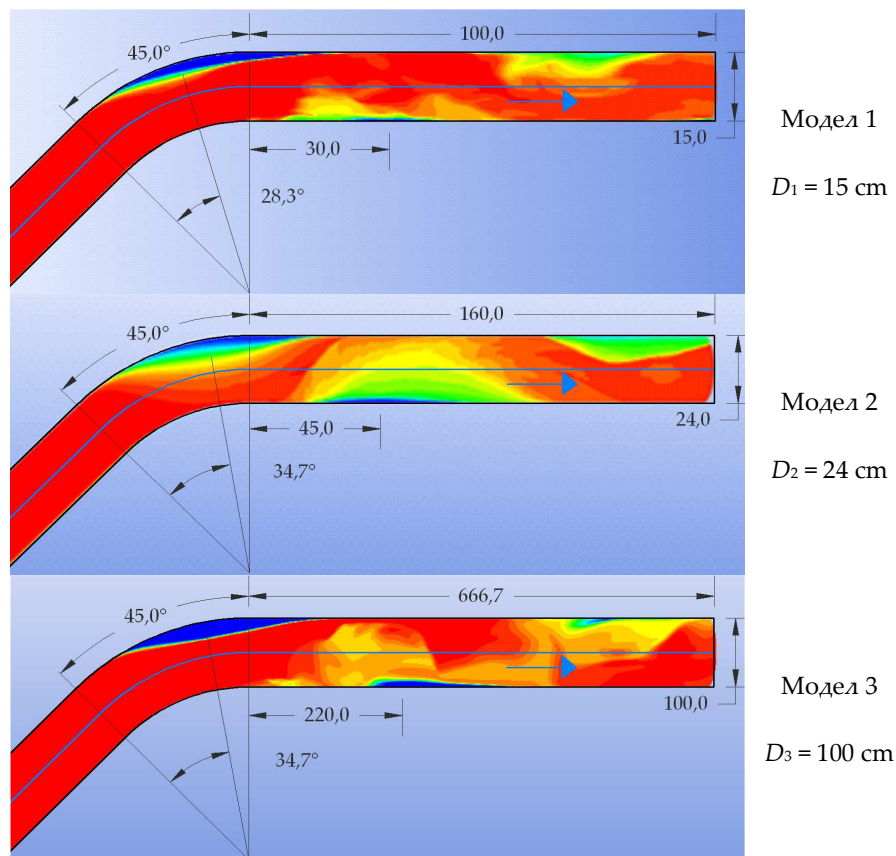 45,0°
100,0
30,0
15,0
28,3°
Модел 1
D₁ = 15 cm
45,0°
160,0
45,0
24,0
34,7°
Модел 2
D₂ = 24 cm
45,0°
666,7
220,0
100,0
34,7°
Модел 3
D₃ = 100 cm